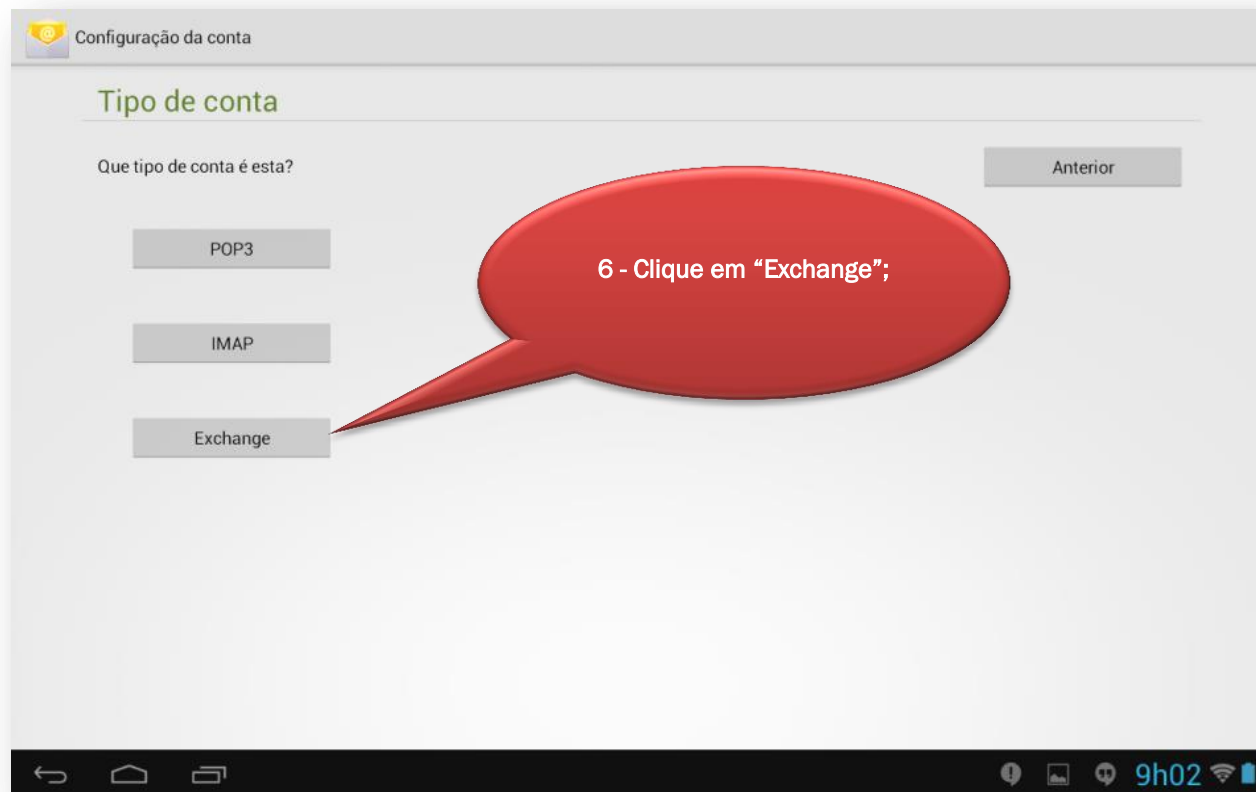 Configuração da conta
Tipo de conta
Que tipo de conta é esta?
Anterior
POP3
6 - Clique em “Exchange”;
IMAP
Exchange
9h02